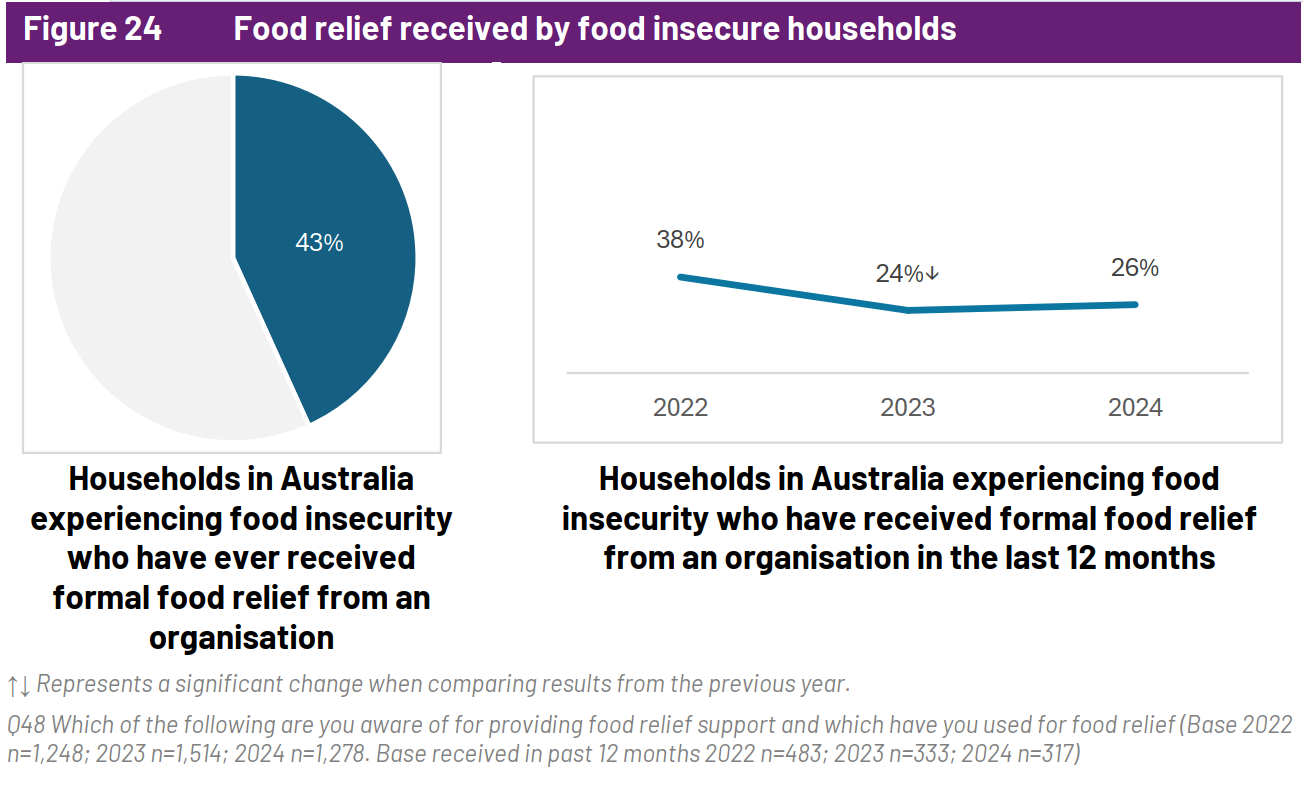 Figure 24 Food relief received by food insecure households
43%
38%
24%↓
26%
2022 2023 2024
Households in Australia
experiencing food insecurity
who have ever received
formal food relief from an
organisation
Households in Australia experiencing food
insecurity who have received formal food relief
from an organisation in the last 12 months
↑↓ Represents a significant change when comparing results from the previous year.
Q48 Which of the following are you aware of for providing food relief support and which have you used for food relief (Base 2022
n=1,248; 2023 n=1,514; 2024 n=1,278. Base received in past 12 months 2022 n=483; 2023 n=333; 2024 n=317)